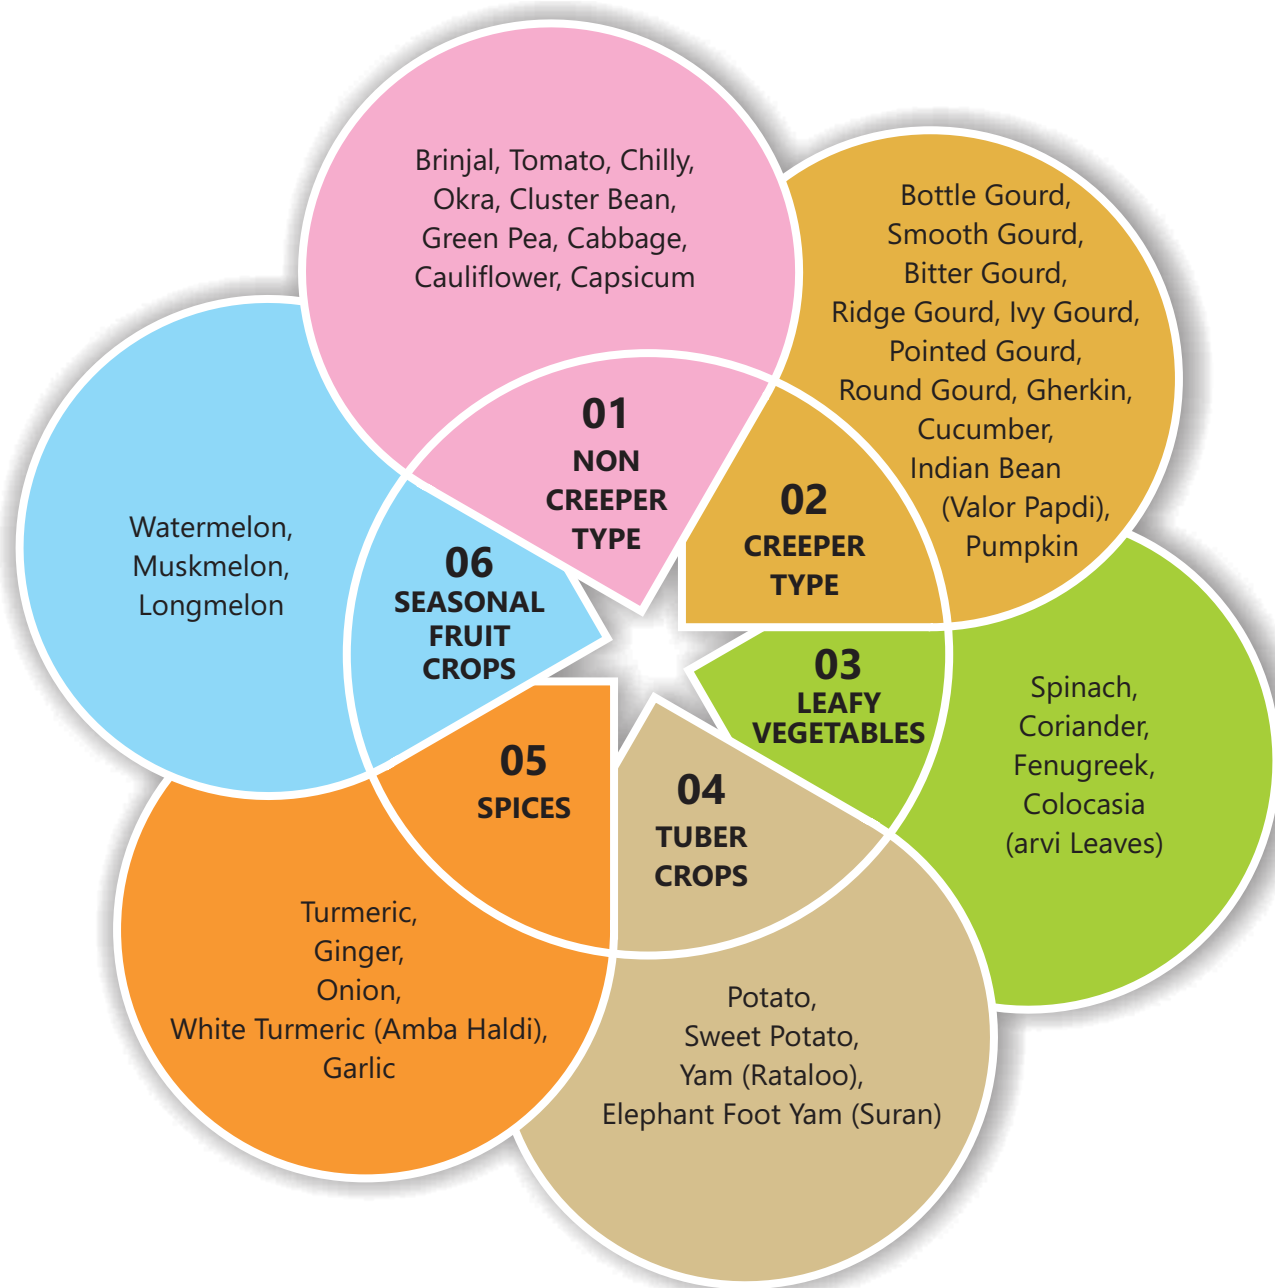 Brinjal, Tomato, Chilly,
Okra, Cluster Bean,
Green Pea, Cabbage,
Cauliflower, Capsicum
01
NON
CREEPER
TYPE
Bottle Gourd,
Smooth Gourd,
Bitter Gourd,
Ridge Gourd, Ivy Gourd,
Pointed Gourd,
Round Gourd, Gherkin,
Cucumber,
Indian Bean
(Valor Papdi),
Pumpkin
02
CREEPER
TYPE
03
LEAFY
VEGETABLES
Spinach,
Coriander,
Fenugreek,
Colocasia
(arvi Leaves)
04
TUBER
CROPS
Potato,
Sweet Potato,
Yam (Rataloo),
Elephant Foot Yam (Suran)
05
SPICES
Turmeric,
Ginger,
Onion,
White Turmeric (Amba Haldi),
Garlic
06
SEASONAL
FRUIT
CROPS
Watermelon,
Muskmelon,
Longmelon